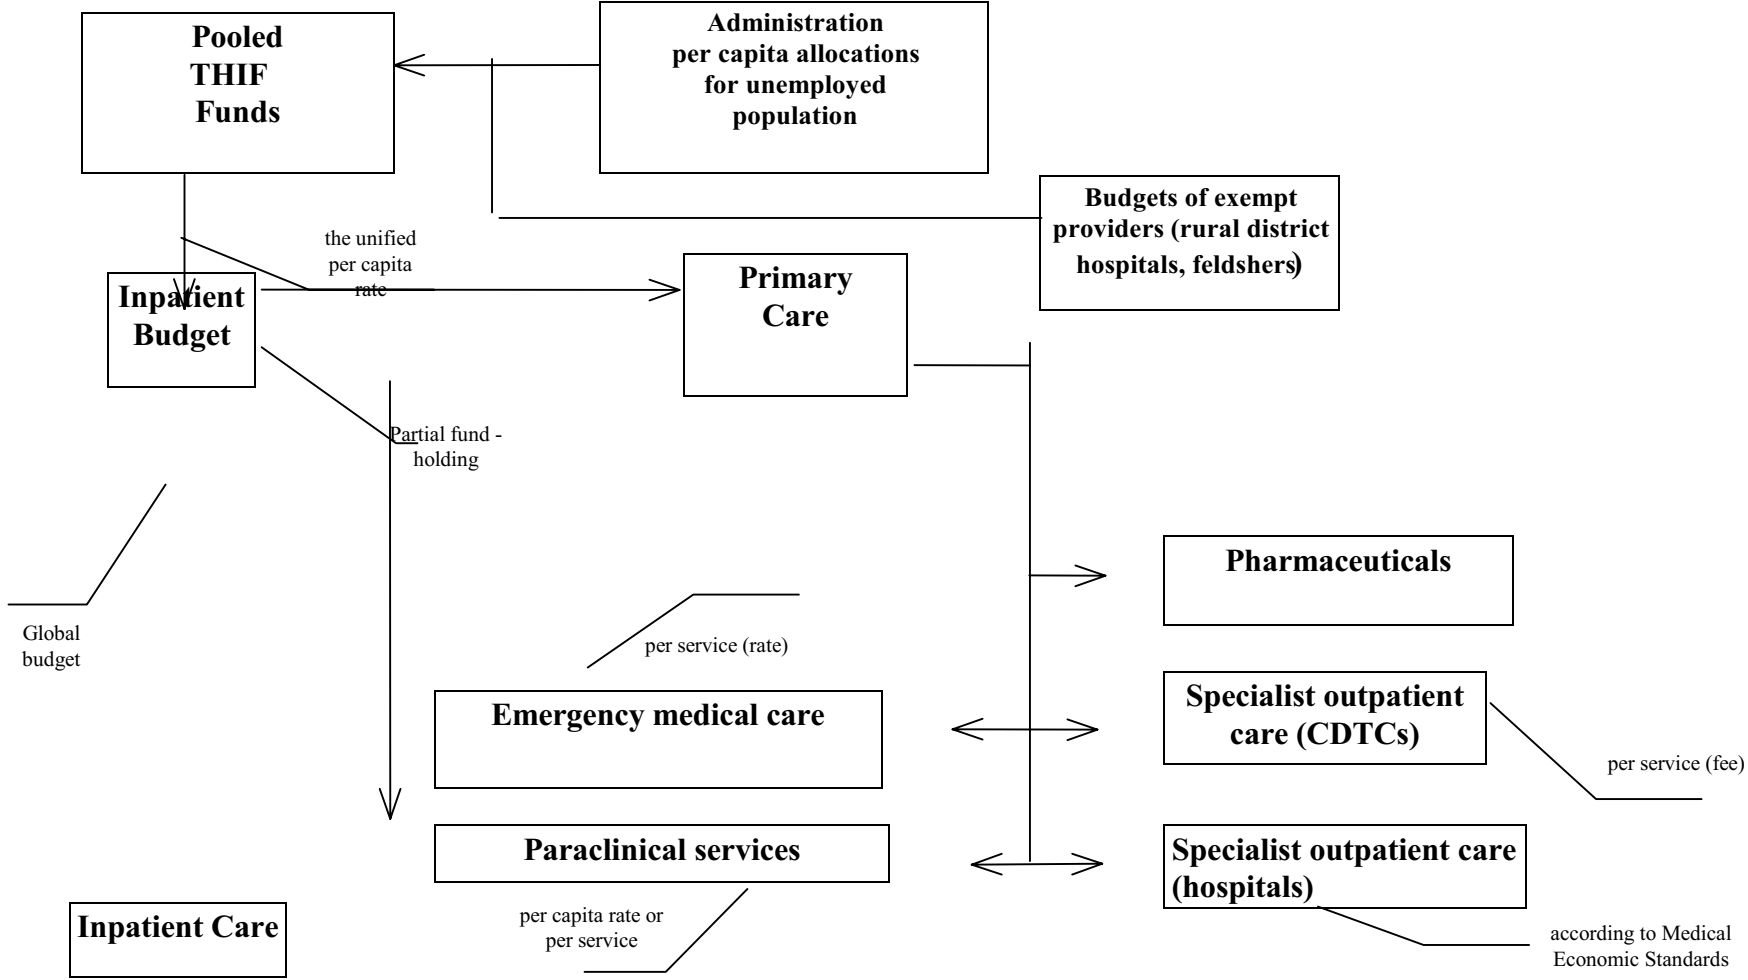 Pooled
THIF
Funds
Administration
per capita allocations
for unemployed
population
Budgets of exempt
providers (rural district
hospitals, feldshers)
the unified
per capita
rate
Inpatient
Budget
Primary
Care
Partial fund -
holding
Global
budget
Pharmaceuticals
per service (rate)
Emergency medical care
Specialist outpatient
care (CDTCs)
per service (fee)
Paraclinical services
Specialist outpatient care
(hospitals)
Inpatient Care
per capita rate or
per service
according to Medical
Economic Standards